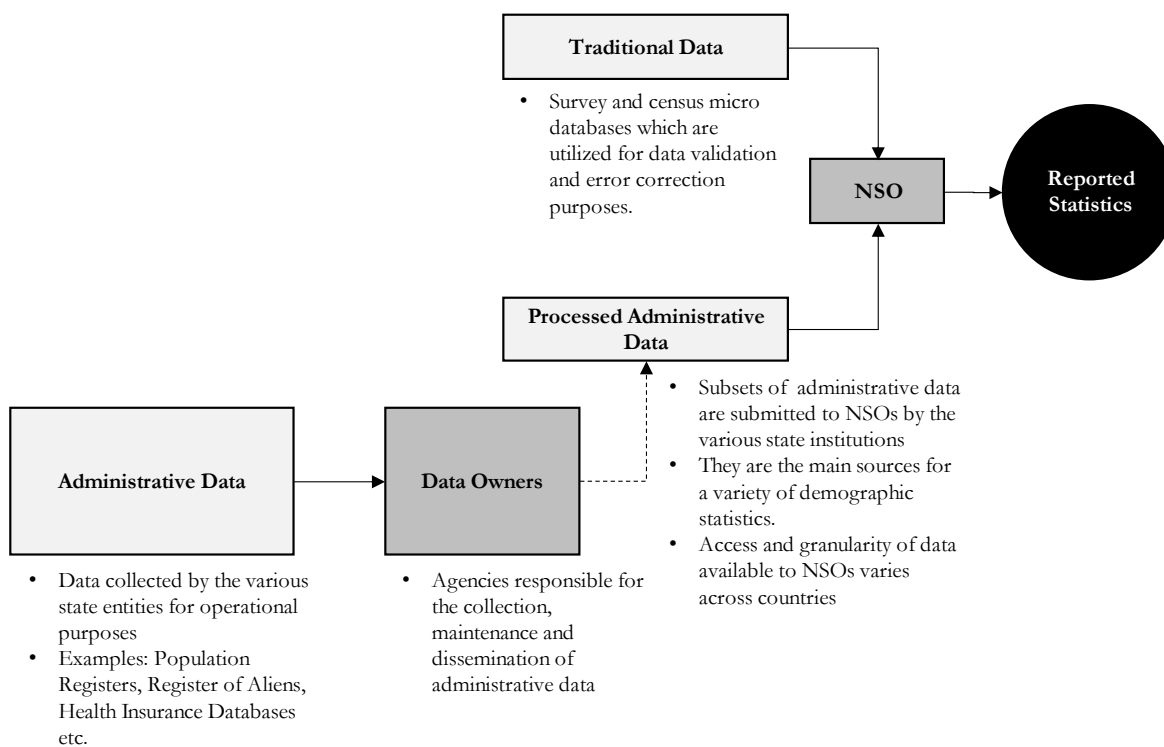 Traditional Data
• Survey and census micro
databases which are
utilized for data validation
and error correction
purposes.
NSO
Reported
Statistics
Processed Administrative
Data
• Subsets of administrative data
are submitted to NSOs by the
various state institutions
• They are the main sources for
a variety of demographic
statistics.
• Access and granularity of data
available to NSOs varies
across countries
Administrative Data
• Data collected by the various
state entities for operational
purposes
• Examples: Population
Registers, Register of Aliens,
Health Insurance Databases
etc.
Data Owners
• Agencies responsible for
the collection,
maintenance and
dissemination of
administrative data